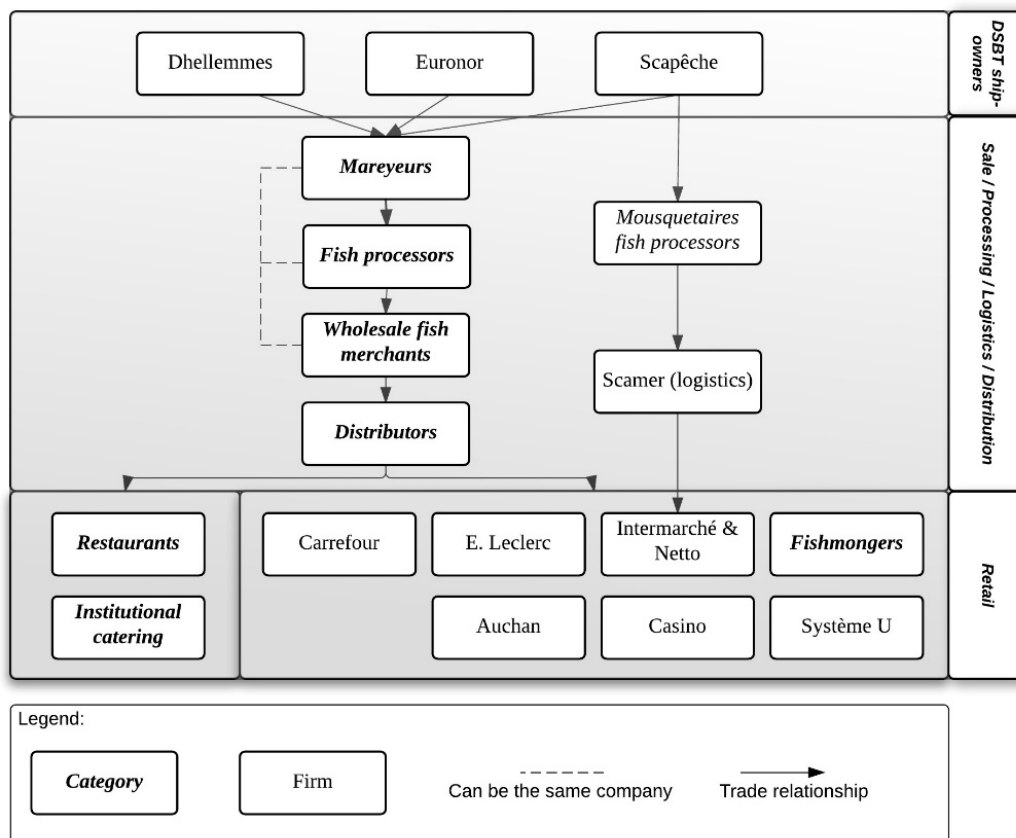 Dhellemmes
Euronor
Scapêche
DSBT ship-
owners
Mareyeurs
Fish processors
Wholesale fish
merchants
Distributors
Mousquetaires
fish processors
Scamer (logistics)
Sale / Processing / Logistics / Distribution
Restaurants
Institutional
catering
Carrefour
E. Leclerc
Intermarché &
Netto
Fishmongers
Auchan
Casino
Système U
Retail
Legend:
Category
Firm
Can be the same company
Trade relationship